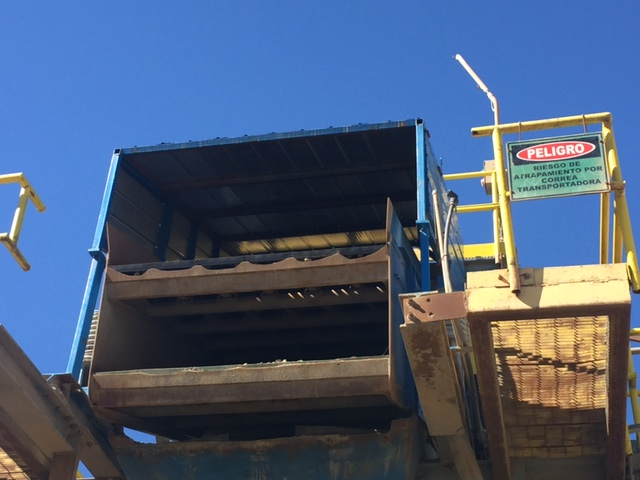 PELIGRO
RIESGO DE
ATRAPAMIENTO POR
CORREA
TRANSPORTADORA